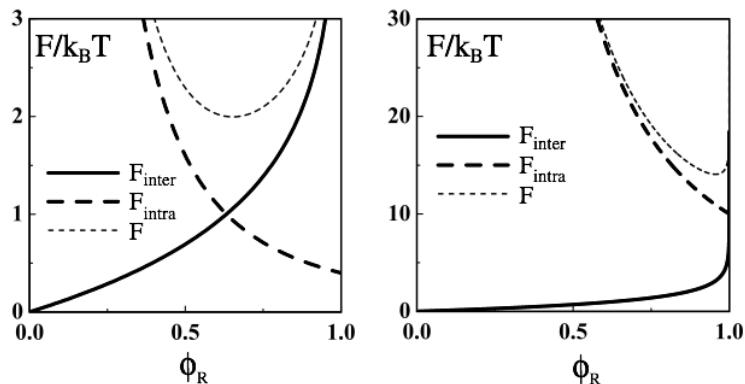 3
F/k_BT
2
F_inter
F_intra
F
1
0
0.0
0.5
1.0
ϕ_R
30
F/k_BT
20
F_inter
F_intra
F
10
0
0.0
0.5
1.0
ϕ_R